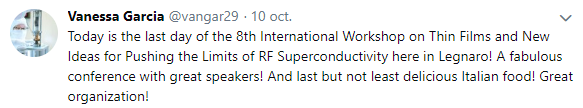 Vanessa Garcia @vangar29 · 10 oct.
Today is the last day of the 8th International Workshop on Thin Films and New
Ideas for Pushing the Limits of RF Superconductivity here in Legnaro! A fabulous
conference with great speakers! And last but not least delicious Italian food! Great
organization!